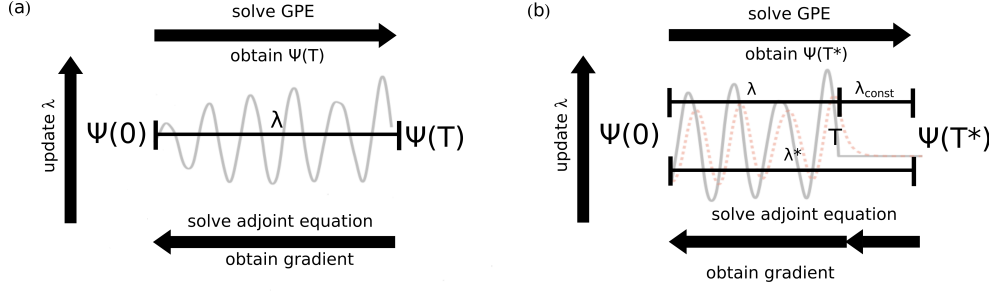 (a)
solve GPE
obtain Ψ(T)
update λ
Ψ(0)
λ
Ψ(T)
solve adjoint equation
obtain gradient
(b)
solve GPE
obtain Ψ(T*)
update λ
Ψ(0)
λ
λconst
T
Ψ(T*)
λ*
solve adjoint equation
obtain gradient